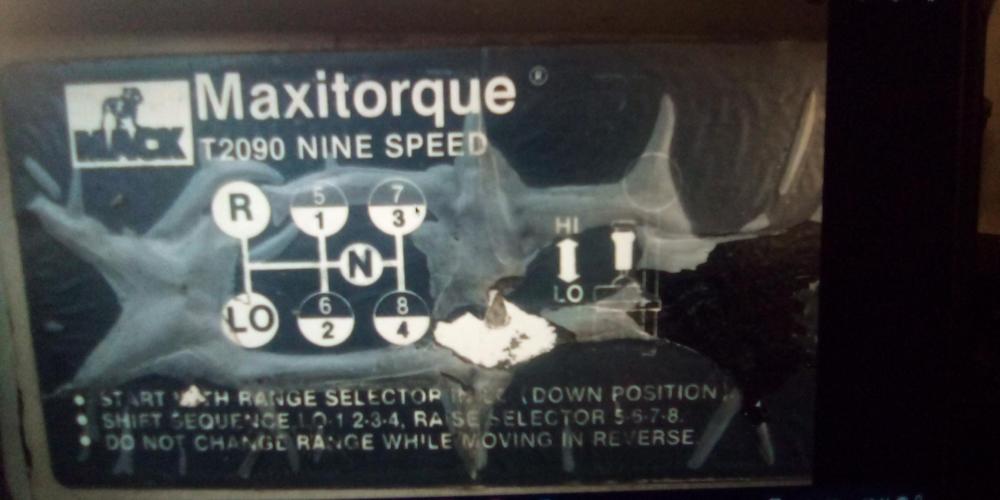 MACK
Maxitorque ®
T2090 NINE SPEED
R 5 1 7 3
N
LO 6 2 8 4
HI
LO
• START WITH RANGE SELECTOR IN (DOWN POSITION)
• SHIFT SEQUENCE LO-1-2-3-4, RAISE SELECTOR 5-6-7-8.
• DO NOT CHANGE RANGE WHILE MOVING IN REVERSE